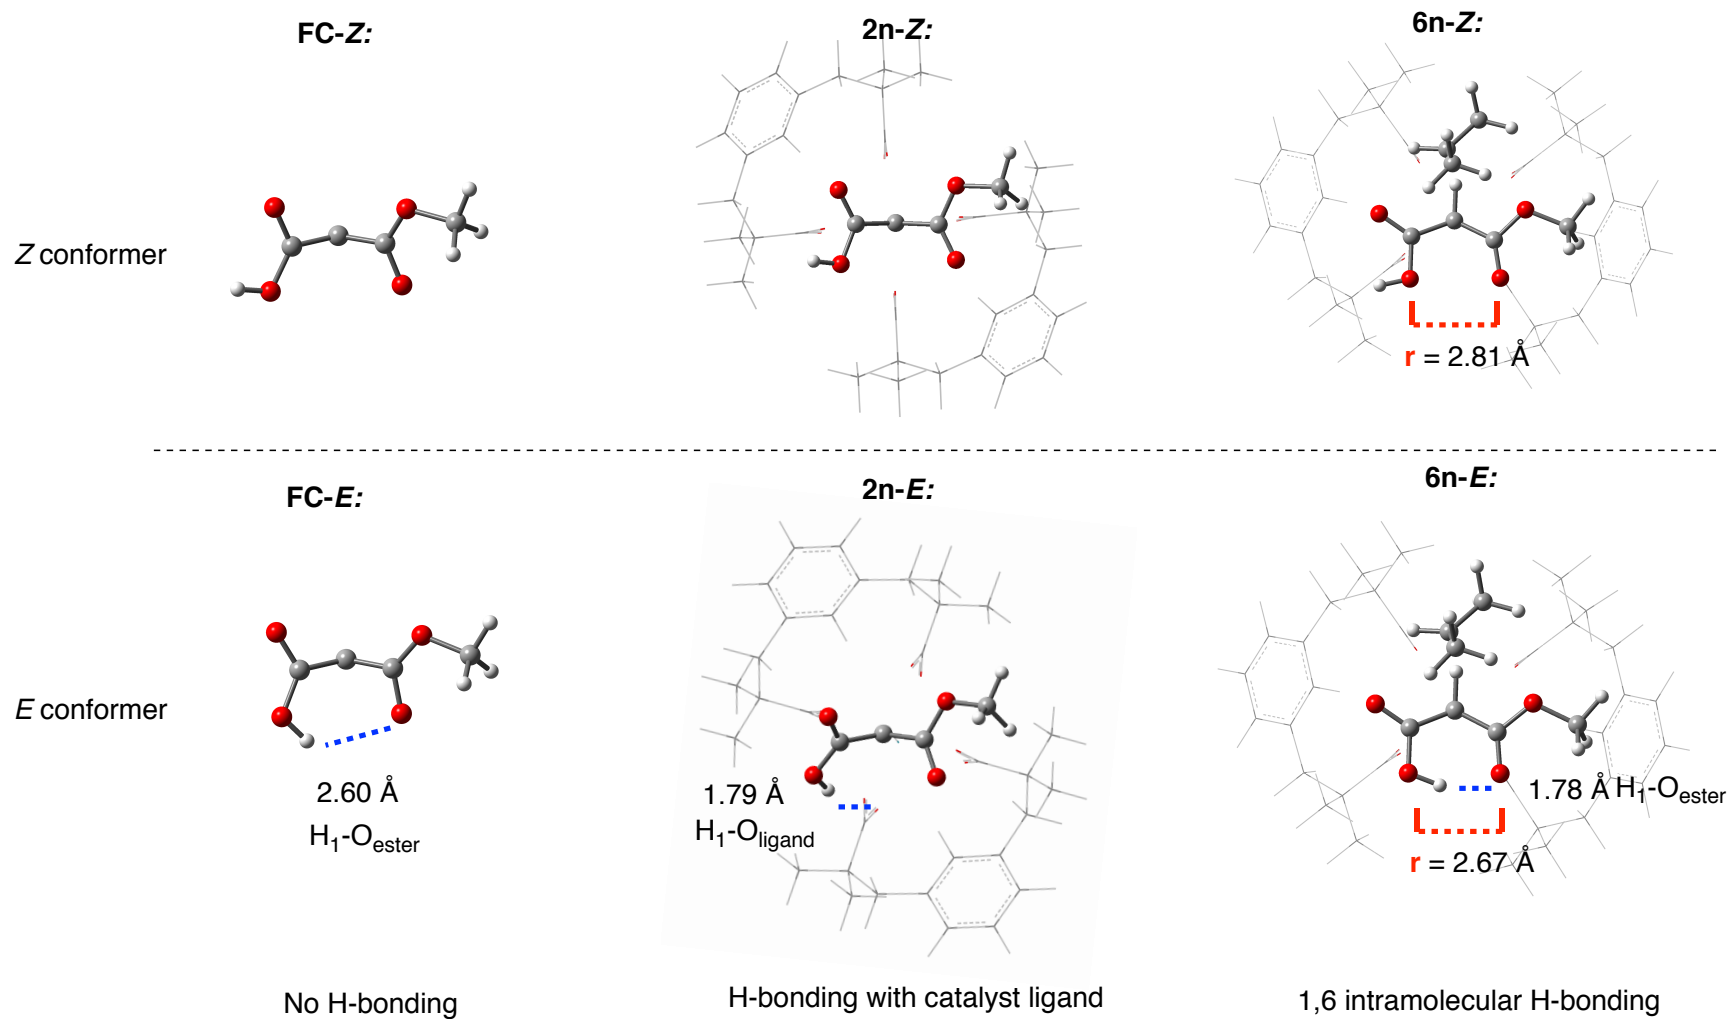 FC-Z:
2n-Z:
6n-Z:
Z conformer
r = 2.81 Å
FC-E:
2n-E:
6n-E:
E conformer
2.60 Å
H₁-Oester
1.79 Å
H₁-Oligand
1.78 Å H₁-Oester
r = 2.67 Å
No H-bonding
H-bonding with catalyst ligand
1,6 intramolecular H-bonding